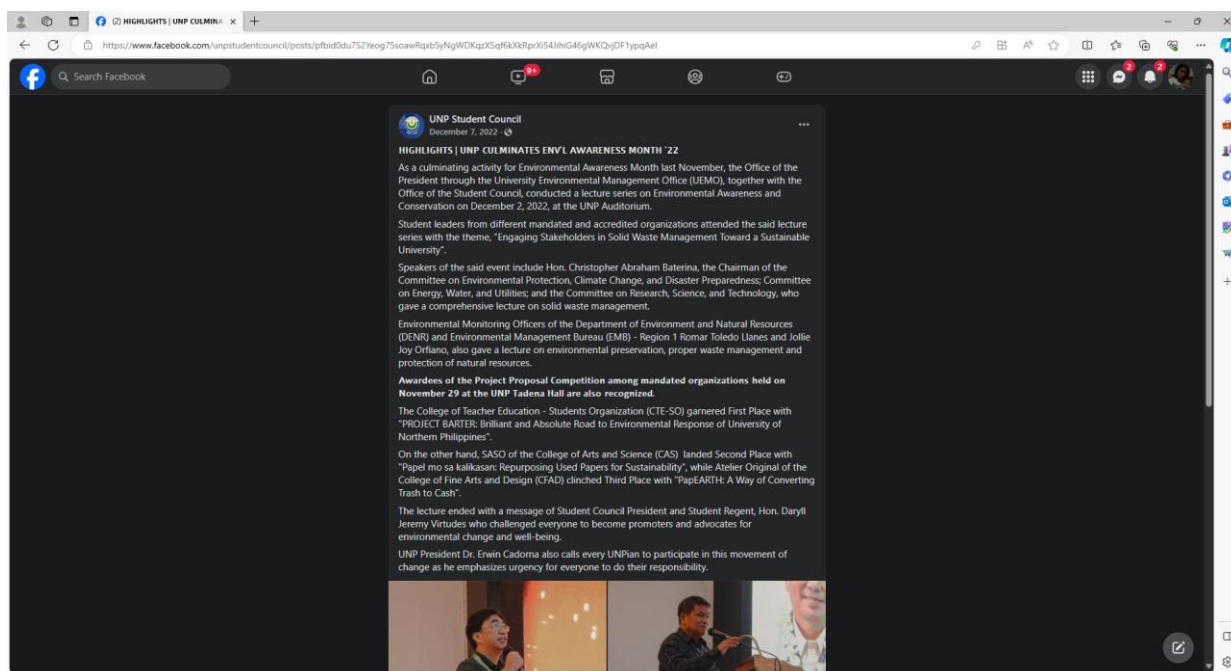 (2) HIGHLIGHTS | UNP CULMINA
https://www.facebook.com/unpstudentcouncil/posts/
Search Facebook
9+
2
2
UNP Student Council
December 7, 2022 ·
HIGHLIGHTS | UNP CULMINATES ENV'L AWARENESS MONTH '22
As a culminating activity for Environmental Awareness Month last November, the Office of the
President through the University Environmental Management Office (UEMO), together with the
Office of the Student Council, conducted a lecture series on Environmental Awareness and
Conservation on December 2, 2022, at the UNP Auditorium.
Student leaders from different mandated and accredited organizations attended the said lecture
series with the theme, "Engaging Stakeholders in Solid Waste Management Toward a Sustainable
University".
Speakers of the said event include Hon. Christopher Abraham Baterina, the Chairman of the
Committee on Environmental Protection, Climate Change, and Disaster Preparedness; Committee
on Energy, Water, and Utilities; and the Committee on Research, Science, and Technology, who
gave a comprehensive lecture on solid waste management.
Environmental Monitoring Officers of the Department of Environment and Natural Resources
(DENR) and Environmental Management Bureau (EMB) - Region 1 Romar Toledo Llanes and Jollie
Joy Orfiano, also gave a lecture on environmental preservation, proper waste management and
protection of natural resources.
Awardees of the Project Proposal Competition among mandated organizations held on
November 29 at the UNP Tadena Hall are also recognized.
The College of Teacher Education - Students Organization (CTE-SO) garnered First Place with
"PROJECT BARTER: Brilliant and Absolute Road to Environmental Response of University of
Northern Philippines".
On the other hand, SASO of the College of Arts and Science (CAS) landed Second Place with
"Papel mo sa kalikasan: Repurposing Used Papers for Sustainability", while Atelier Original of the
College of Fine Arts and Design (CFAD) clinched Third Place with "PapEARTH: A Way of Converting
Trash to Cash".
The lecture ended with a message of Student Council President and Student Regent, Hon. Daryll
Jeremy Virtudes who challenged everyone to become promoters and advocates for
environmental change and well-being.
UNP President Dr. Erwin Cadorna also calls every UNPian to participate in this movement of
change as he emphasizes urgency for everyone to do their responsibility.